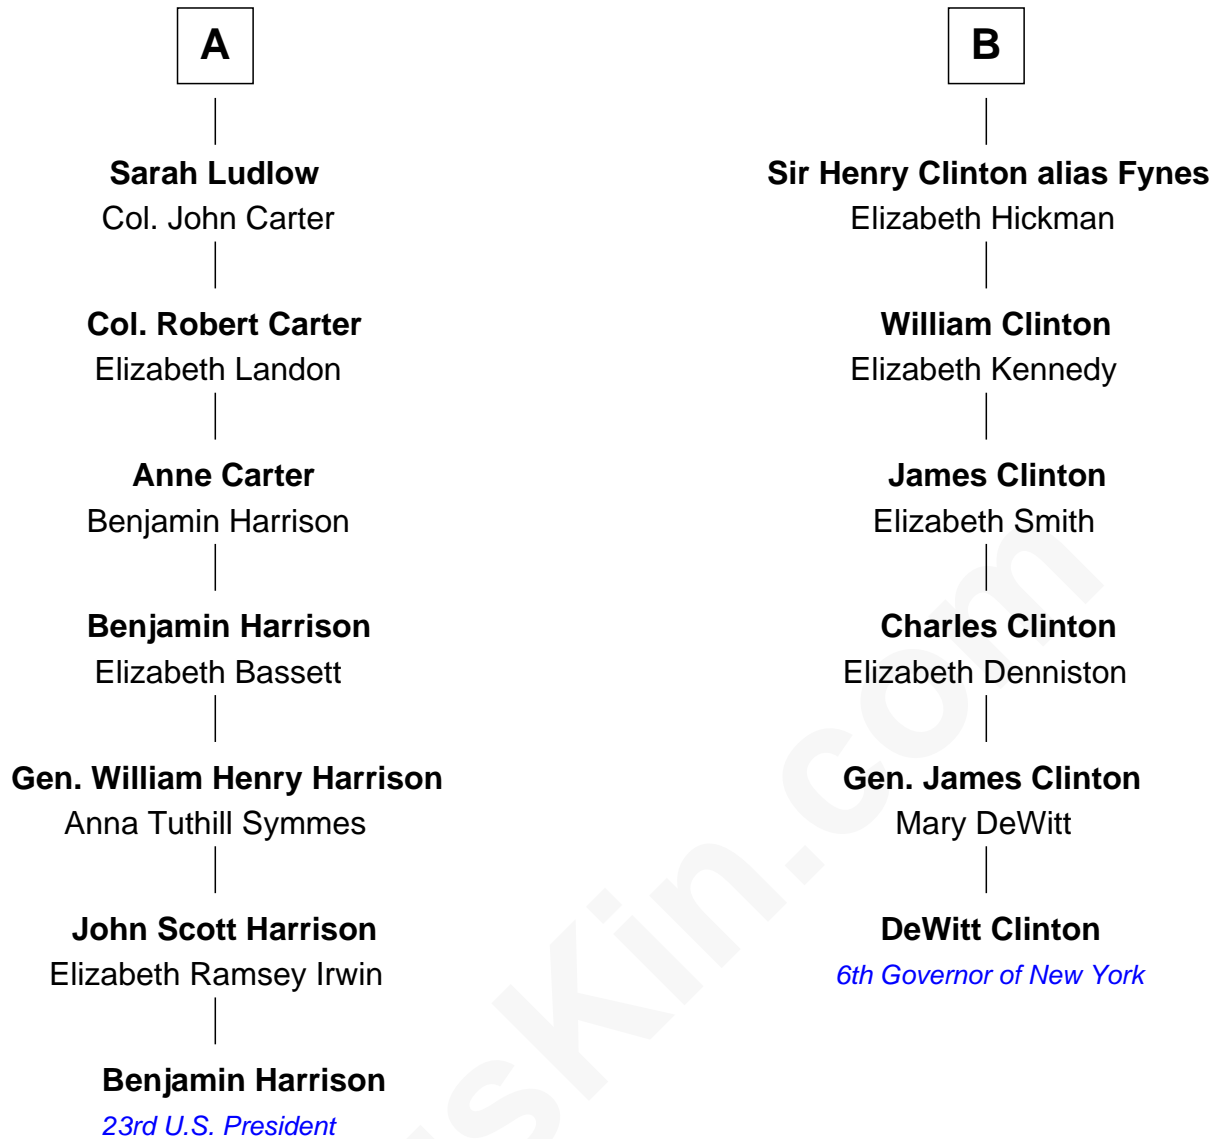 A
Sarah Ludlow
Col. John Carter
Col. Robert Carter
Elizabeth Landon
Anne Carter
Benjamin Harrison
Benjamin Harrison
Elizabeth Bassett
Gen. William Henry Harrison
Anna Tuthill Symmes
John Scott Harrison
Elizabeth Ramsey Irwin
Benjamin Harrison
23rd U.S. President
B
Sir Henry Clinton alias Fynes
Elizabeth Hickman
William Clinton
Elizabeth Kennedy
James Clinton
Elizabeth Smith
Charles Clinton
Elizabeth Denniston
Gen. James Clinton
Mary DeWitt
DeWitt Clinton
6th Governor of New York